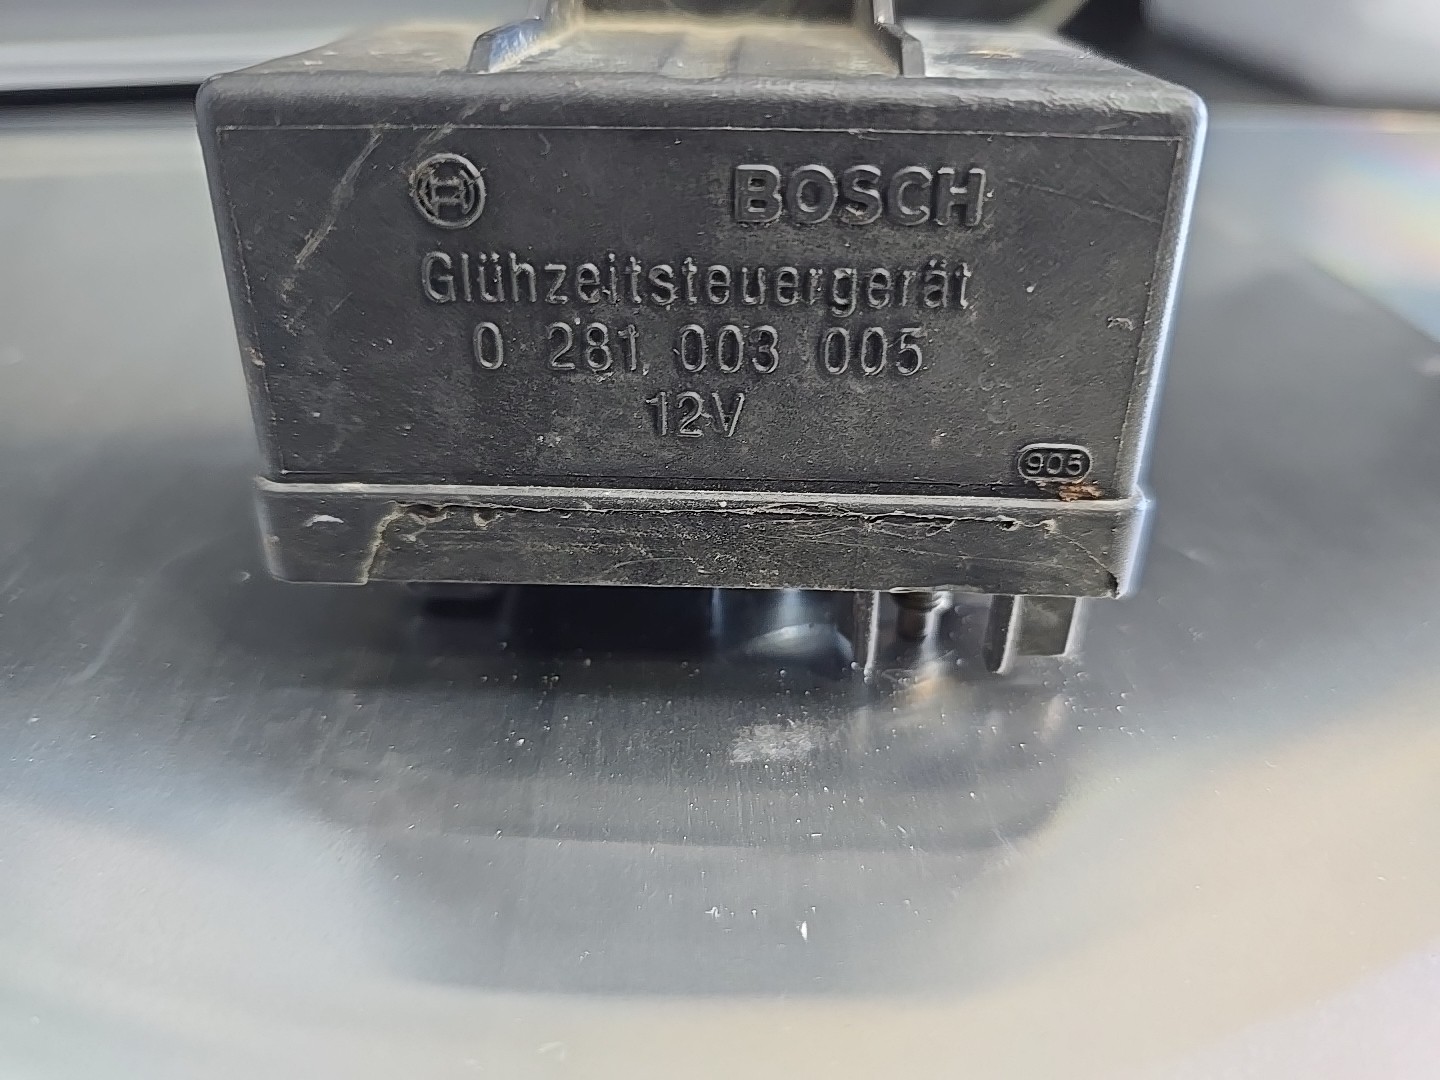 BOSCH
Glühzeitsteuergerät
0 281 003 005
12V
905